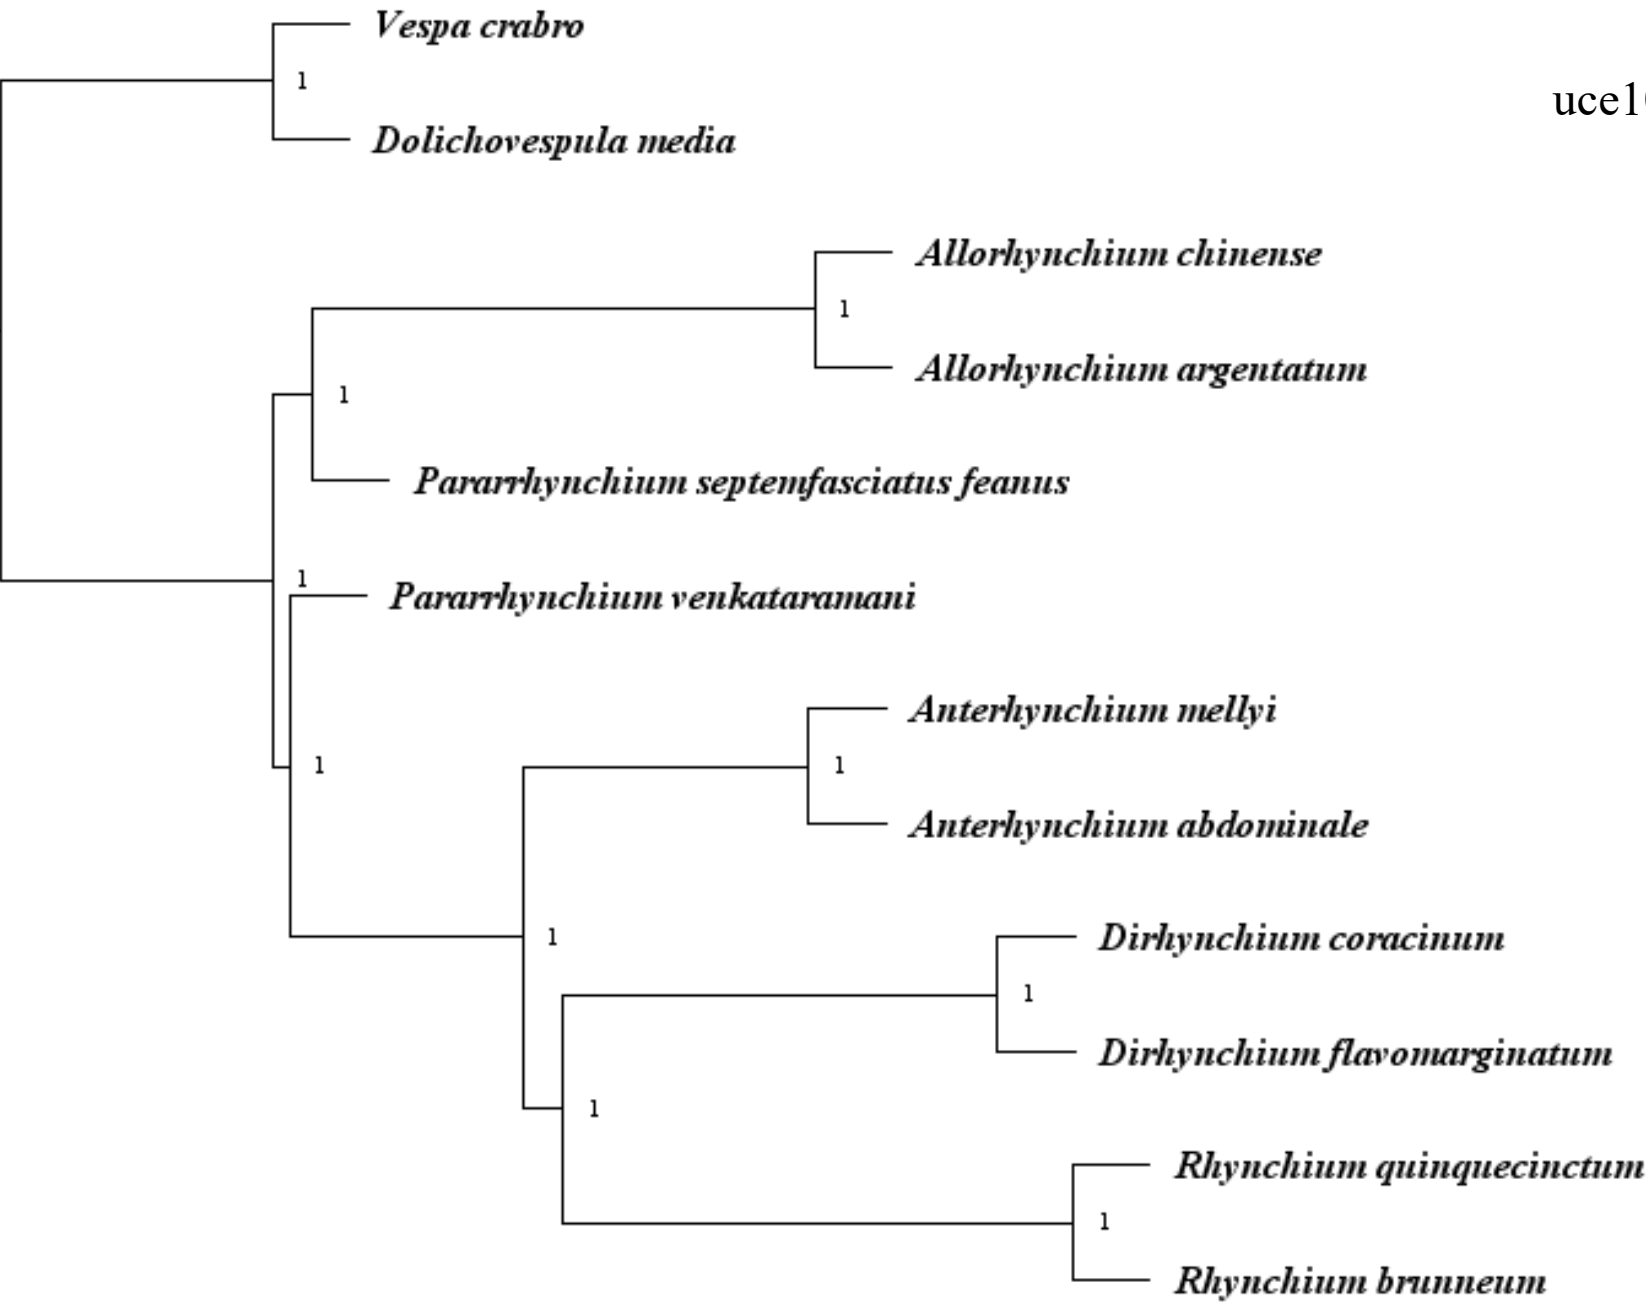 Vespa crabro
1
uce1
Dolichovespula media
Allorhynchium chinense
1
Allorhynchium argentatum
1
Pararrhynchium septemfasciatus feanus
1
Pararrhynchium venkataramani
Anterhynchium mellyi
1
1
Anterhynchium abdominale
1
Dirhynchium coracinum
1
Dirhynchium flavomarginatum
1
Rhynchium quinquecinctum
1
Rhynchium brunneum